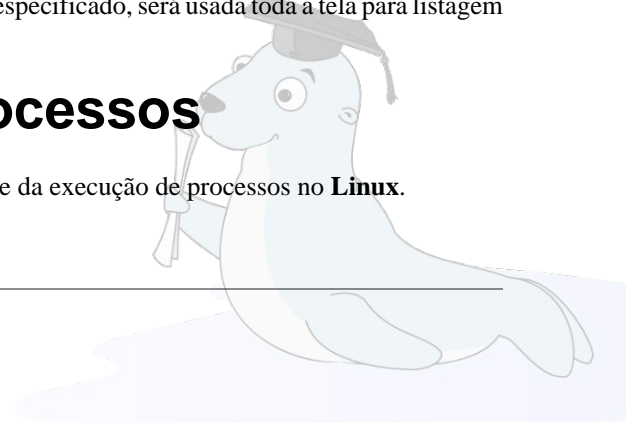 especificado, será usada toda a tela para listagem
ocessos
e da execução de processos no Linux.